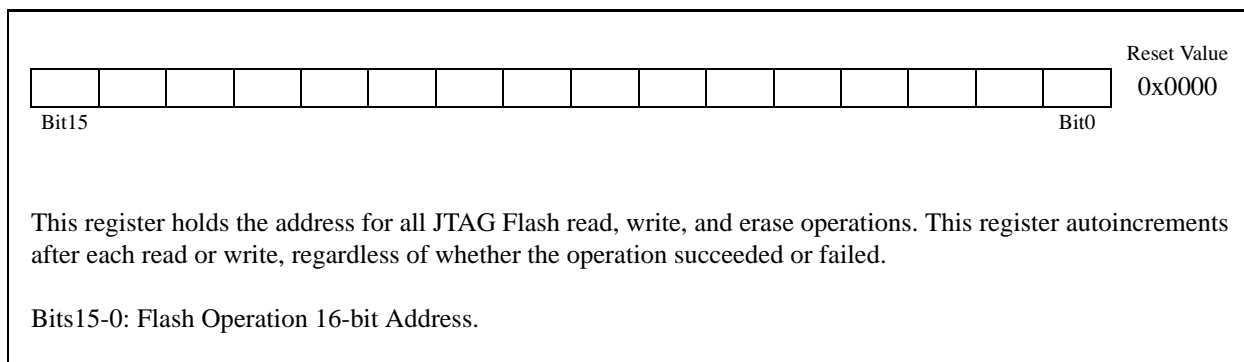 Reset Value
0x0000
Bit15 Bit0
This register holds the address for all JTAG Flash read, write, and erase operations. This register autoincrements
after each read or write, regardless of whether the operation succeeded or failed.
Bits15-0: Flash Operation 16-bit Address.